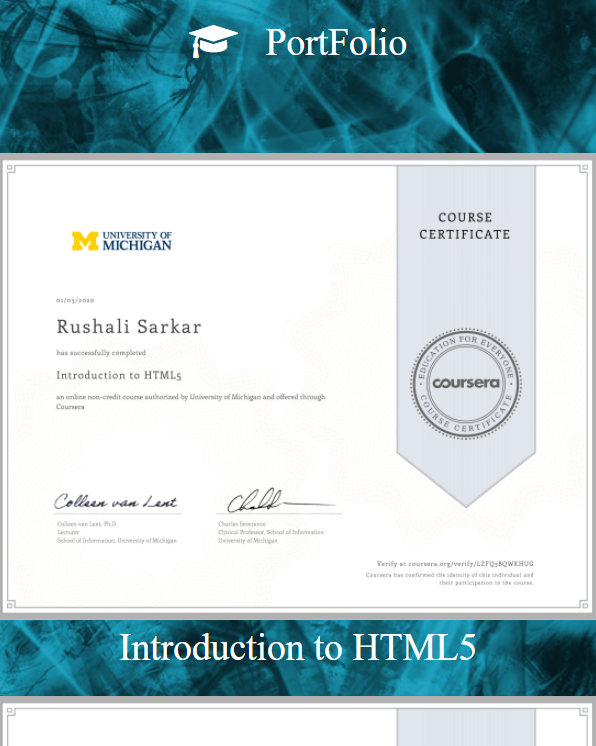 PortFolio
COURSE
CERTIFICATE
UNIVERSITY OF
MICHIGAN
01/03/2020
Rushali Sarkar
has successfully completed
Introduction to HTML5
an online non-credit course authorized by University of Michigan and offered through
Coursera
EDUCATION FOR EVERYONE
coursera
COURSE CERTIFICATE
Colleen van Lent
Colleen van Lent, Ph.D.
Lecturer
School of Information, University of Michigan
Charles Severance
Clinical Professor, School of Information
University of Michigan
Verify at coursera.org/verify/LZFQ3BQWKHUG
Coursera has confirmed the identity of this individual and
their participation in the course.
Introduction to HTML5